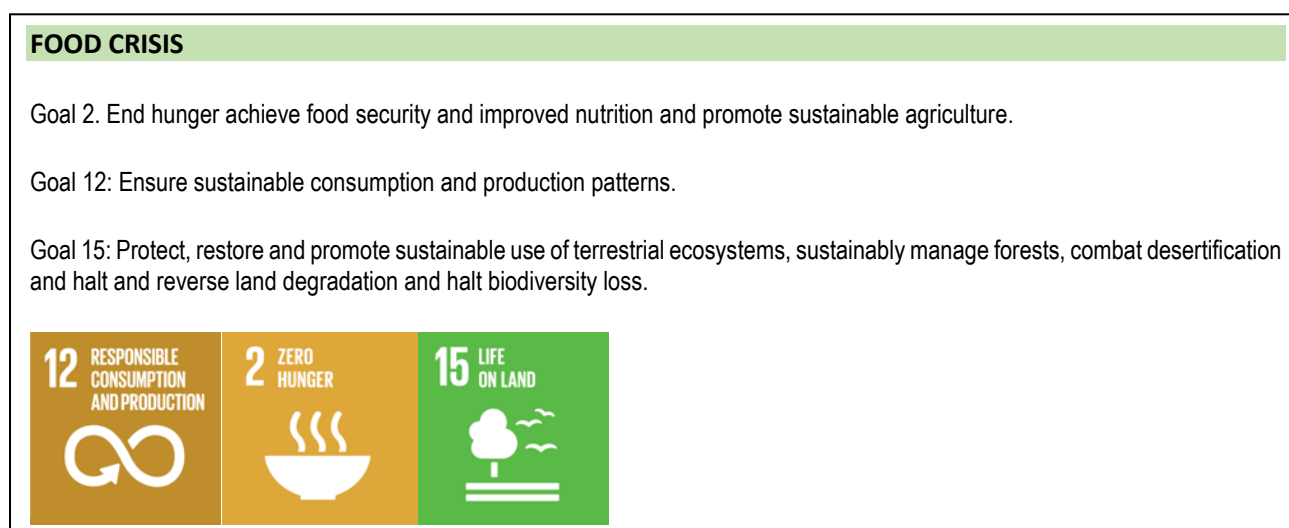 FOOD CRISIS
Goal 2. End hunger achieve food security and improved nutrition and promote sustainable agriculture.
Goal 12: Ensure sustainable consumption and production patterns.
Goal 15: Protect, restore and promote sustainable use of terrestrial ecosystems, sustainably manage forests, combat desertification
and halt and reverse land degradation and halt biodiversity loss.
12 RESPONSIBLE
CONSUMPTION
AND PRODUCTION
2 ZERO
HUNGER
15 LIFE
ON LAND